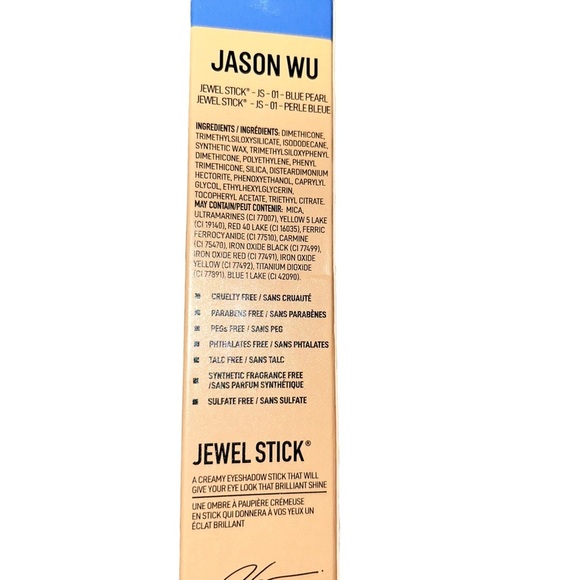 JASON WU
JEWEL STICK® - JS - 01 - BLUE PEARL
JEWEL STICK® - JS - 01 - PERLE BLEUE
INGREDIENTS / INGRÉDIENTS: DIMETHICONE,
TRIMETHYLSILOXYSILICATE, ISODODECANE,
SYNTHETIC WAX, TRIMETHYLSILOXYPHENYL
DIMETHICONE, POLYETHYLENE, PHENYL
TRIMETHICONE, SILICA, DISTEARDIMONIUM
HECTORITE, PHENOXYETHANOL, CAPRYLYL
GLYCOL, ETHYLHEXYLGLYCERIN,
TOCOPHERYL ACETATE, TRIETHYL CITRATE.
MAY CONTAIN/PEUT CONTENIR: MICA,
ULTRAMARINES (CI 77007), YELLOW 5 LAKE
(CI 19140), RED 40 LAKE (CI 16035), FERRIC
FERROCYANIDE (CI 77510), CARMINE
(CI 75470), IRON OXIDE BLACK (CI 77499),
IRON OXIDE RED (CI 77491), IRON OXIDE
YELLOW (CI 77492), TITANIUM DIOXIDE
(CI 77891), BLUE 1 LAKE (CI 42090).
CRUELTY FREE / SANS CRUAUTÉ
PARABENS FREE / SANS PARABÈNES
PEGs FREE / SANS PEG
PHTHALATES FREE / SANS PHTALATES
TALC FREE / SANS TALC
SYNTHETIC FRAGRANCE FREE
/SANS PARFUM SYNTHÉTIQUE
SULFATE FREE / SANS SULFATE
JEWEL STICK®
A CREAMY EYESHADOW STICK THAT WILL
GIVE YOUR EYE LOOK THAT BRILLIANT SHINE
UNE OMBRE À PAUPIÈRE CRÉMEUSE
EN STICK QUI DONNERA À VOS YEUX UN
ÉCLAT BRILLANT